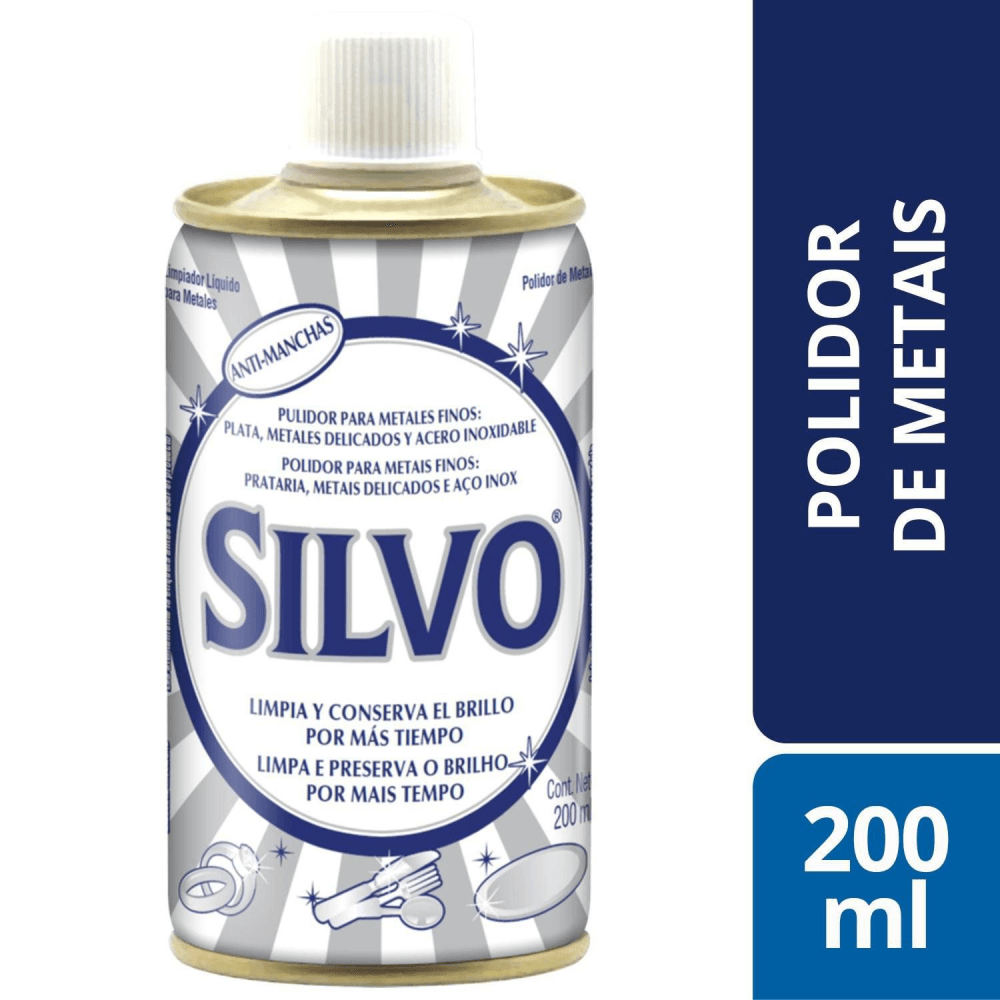 Limpiador Líquido
para Metales
Polidor de Metais
ANTI-MANCHAS
PULIDOR PARA METALES FINOS:
PLATA, METALES DELICADOS Y ACERO INOXIDABLE
POLIDOR PARA METAIS FINOS:
PRATARIA, METAIS DELICADOS E AÇO INOX
SILVO®
LIMPIA Y CONSERVA EL BRILLO
POR MÁS TIEMPO
LIMPA E PRESERVA O BRILHO
POR MAIS TEMPO
Cont. Net
200 ml
POLIDOR
DE METAIS
200
ml